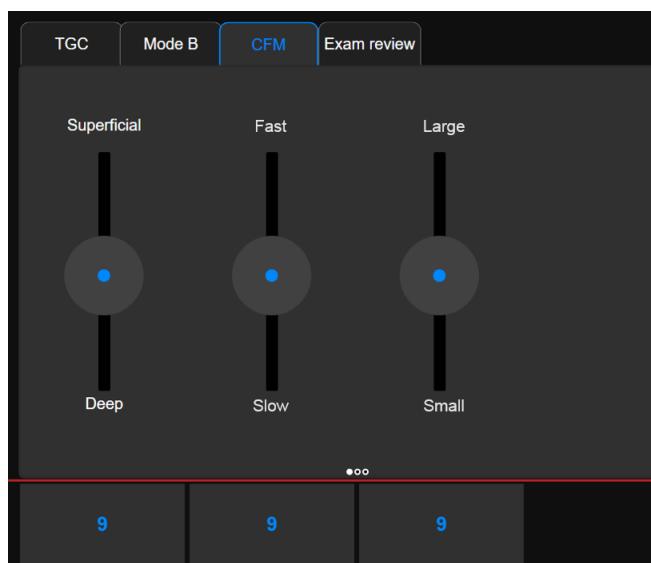 TGC Mode B CFM Exam review
Superficial Fast Large
Deep Slow Small
9 9 9